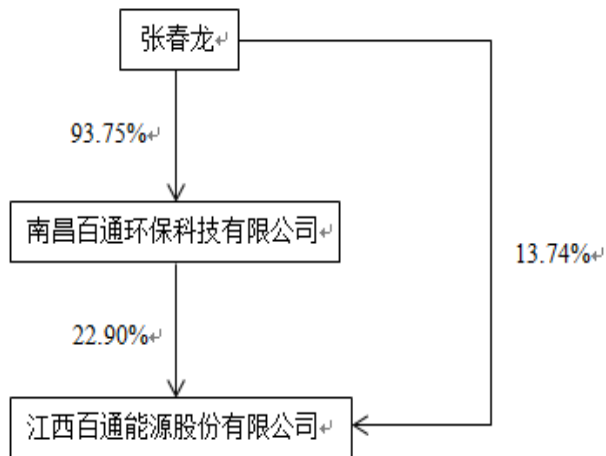 张春龙
93.75%
南昌百通环保科技有限公司
13.74%
22.90%
江西百通能源股份有限公司